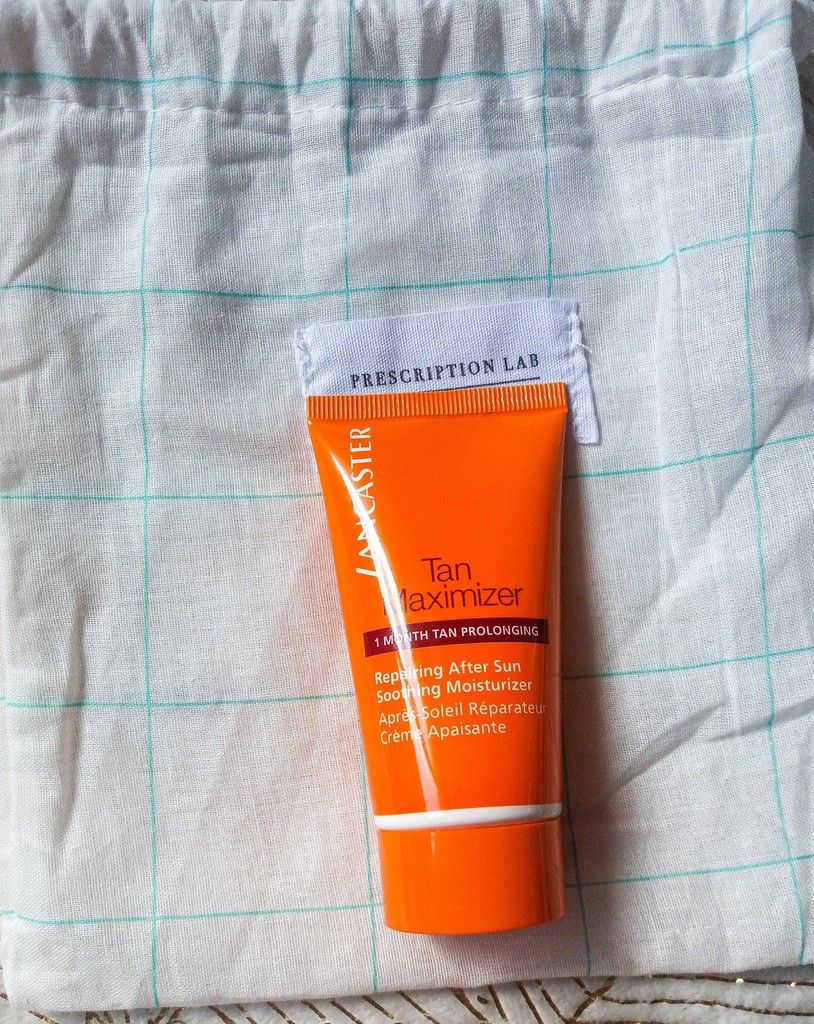 PRESCRIPTION LAB
LANCASTER
Tan
Maximizer
1 MONTH TAN PROLONGING
Repairing After Sun
Soothing Moisturizer
Après-Soleil Réparateur
Crème Apaisante